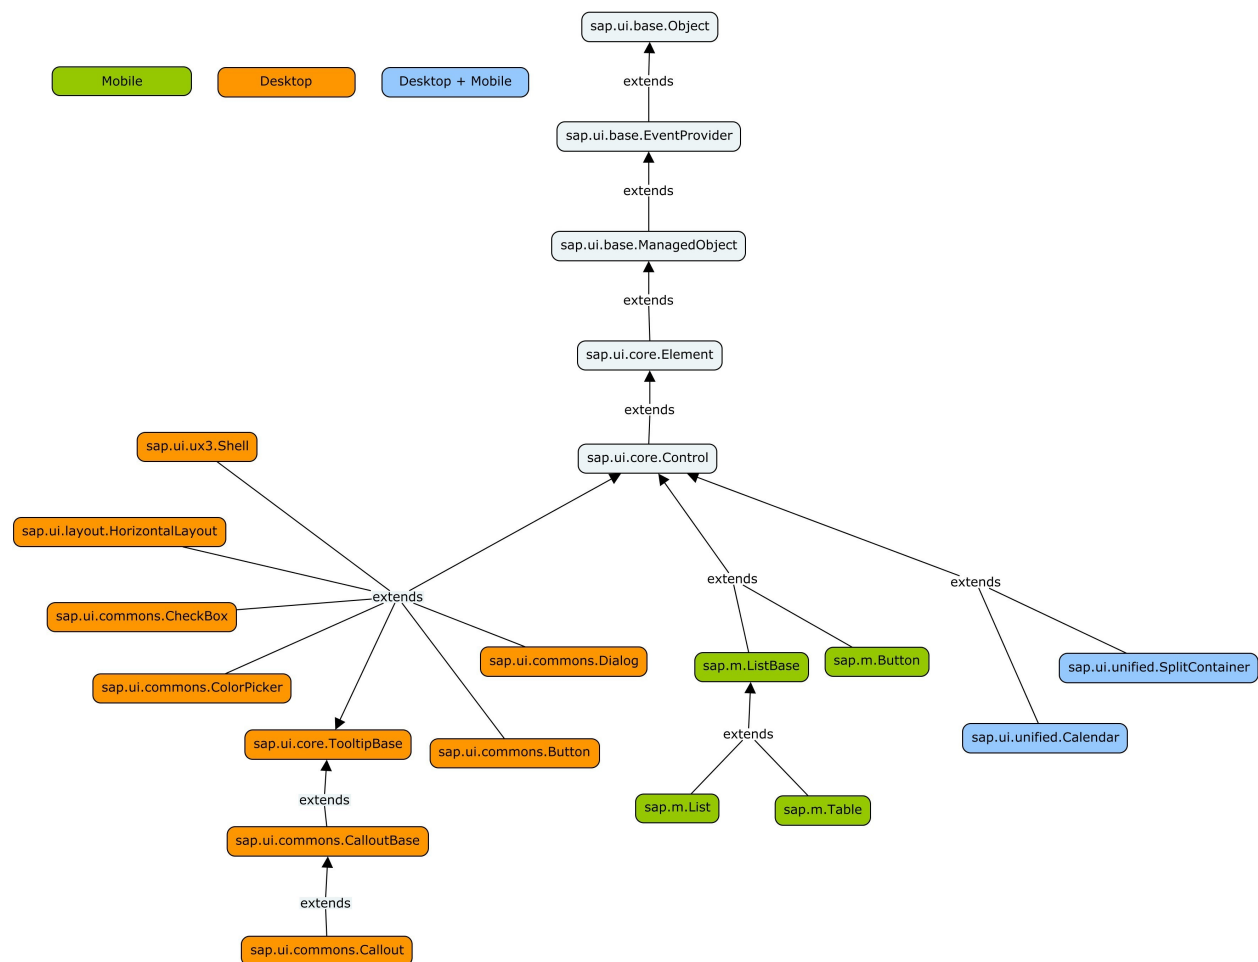 sap.ui.base.Object
Mobile
Desktop
Desktop + Mobile
extends
sap.ui.base.EventProvider
extends
sap.ui.base.ManagedObject
extends
sap.ui.core.Element
extends
sap.ui.core.Control
sap.ui.ux3.Shell
sap.ui.layout.HorizontalLayout
extends
extends
extends
sap.ui.commons.CheckBox
sap.ui.commons.Dialog
sap.m.ListBase
sap.m.Button
sap.ui.unified.SplitContainer
sap.ui.commons.ColorPicker
sap.ui.core.TooltipBase
sap.ui.commons.Button
extends
sap.ui.unified.Calendar
extends
sap.m.List
sap.m.Table
sap.ui.commons.CalloutBase
extends
sap.ui.commons.Callout